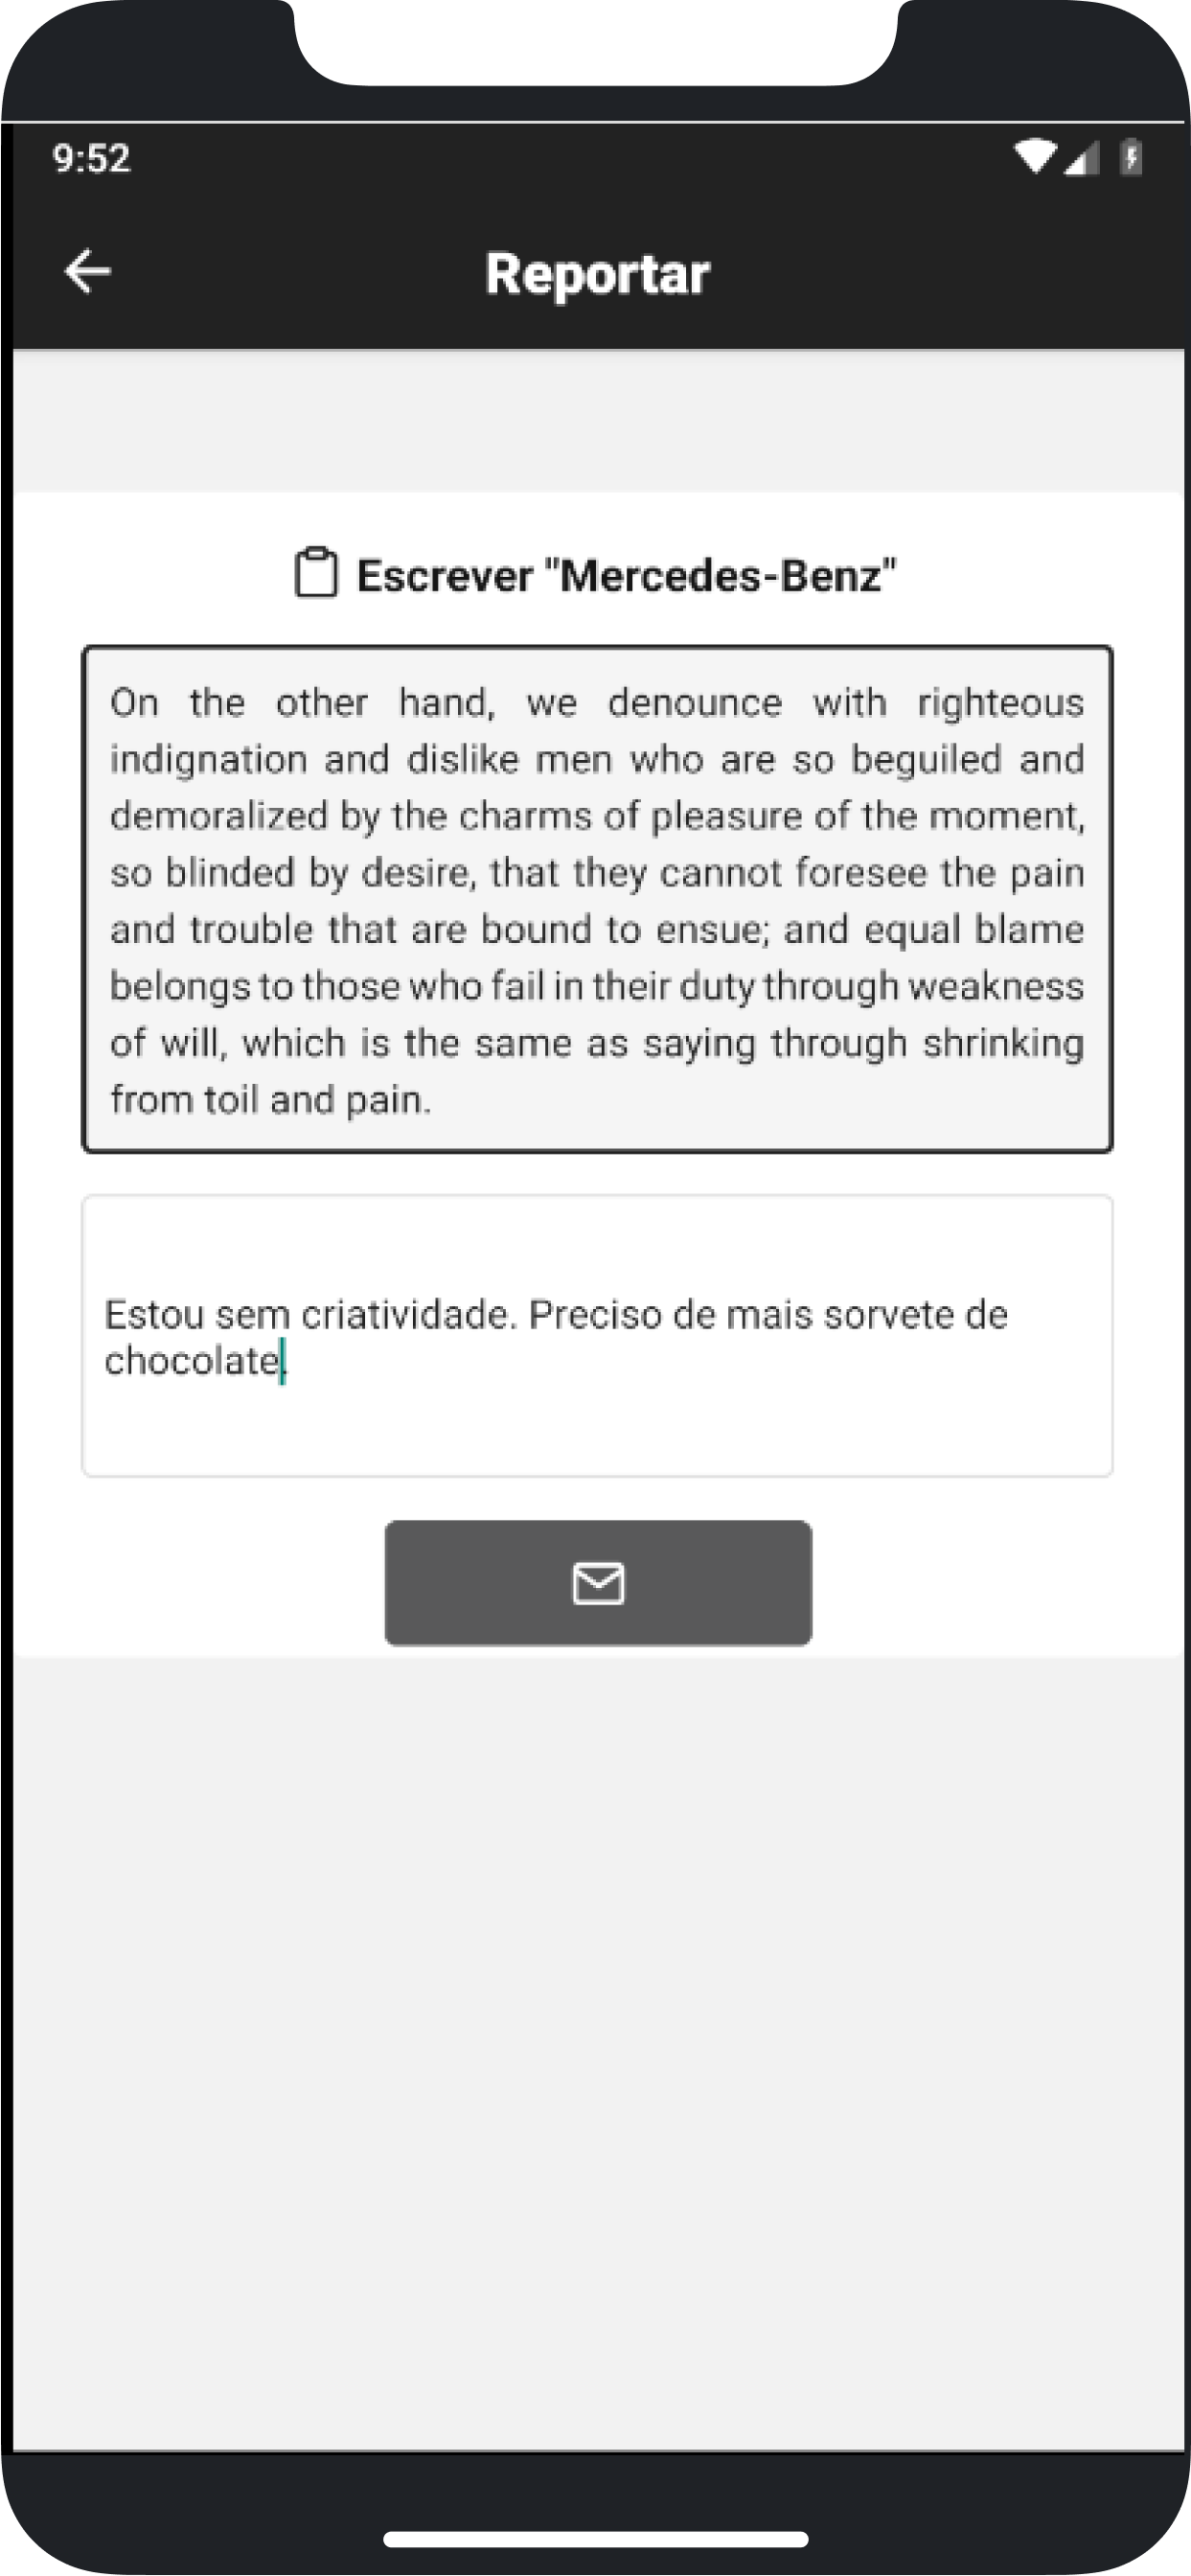 9:52
Reportar
Escrever "Mercedes-Benz"
On the other hand, we denounce with righteous
indignation and dislike men who are so beguiled and
demoralized by the charms of pleasure of the moment,
so blinded by desire, that they cannot foresee the pain
and trouble that are bound to ensue; and equal blame
belongs to those who fail in their duty through weakness
of will, which is the same as saying through shrinking
from toil and pain.
Estou sem criatividade. Preciso de mais sorvete de
chocolate.